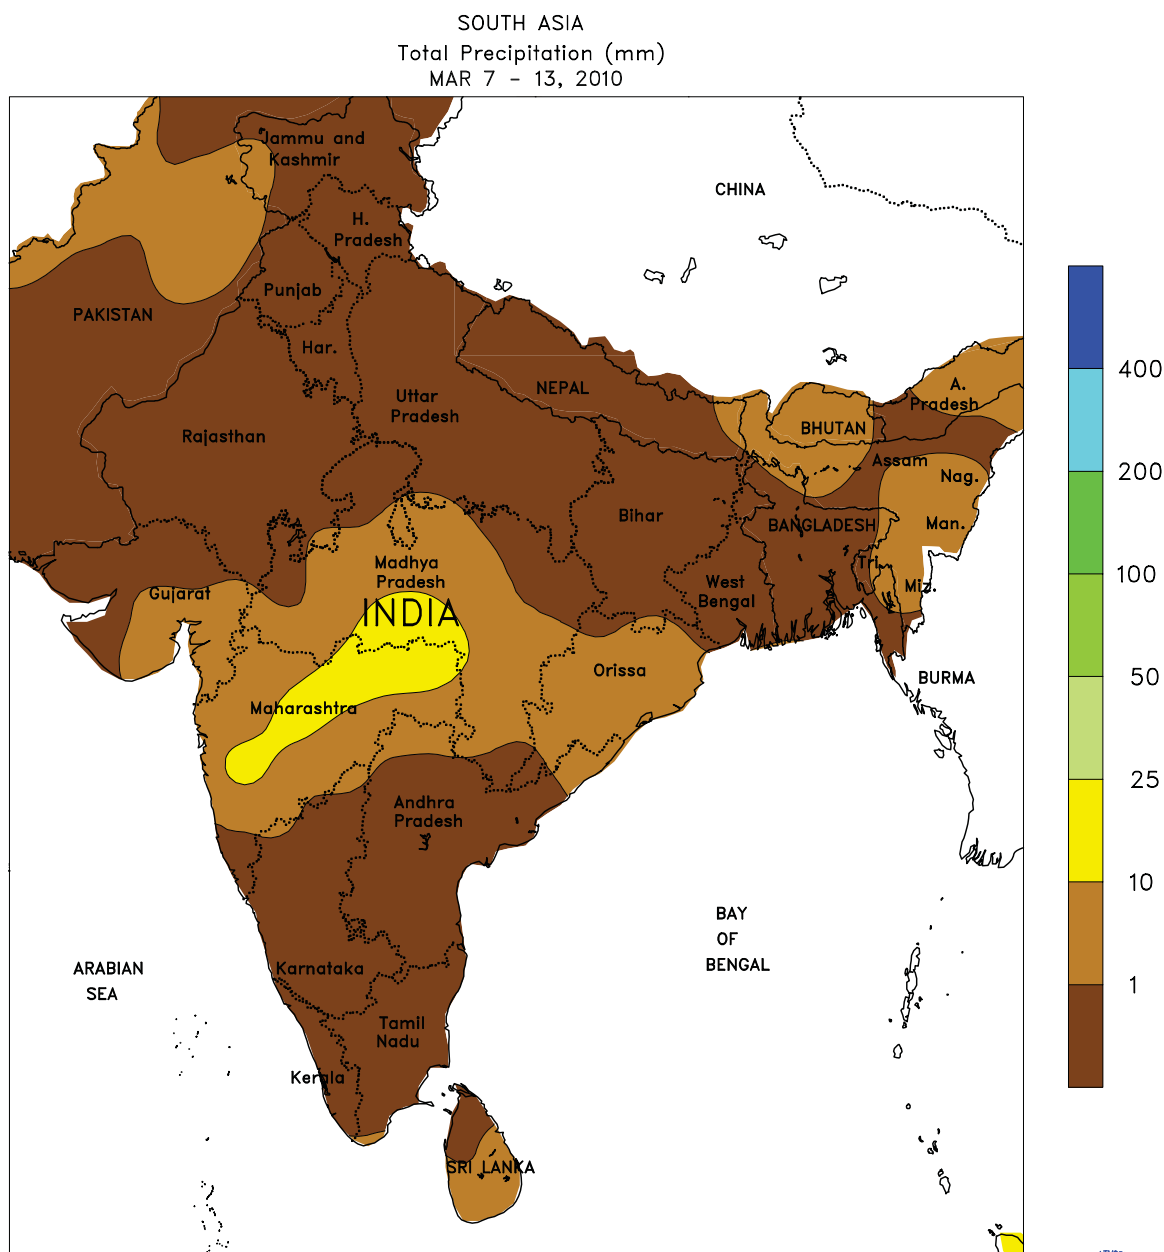 SOUTH ASIA
Total Precipitation (mm)
MAR 7 - 13, 2010
Jammu and
Kashmir
CHINA
H.
Pradesh
Punjab
PAKISTAN
Har.
400
NEPAL
A.
Pradesh
Uttar
Pradesh
BHUTAN
Rajasthan
Assam
200
Nag.
Bihar
BANGLADESH
Man.
Madhya
Pradesh
Tri.
100
Gujarat
West
Bengal
Miz.
INDIA
Orissa
BURMA
50
Maharashtra
25
Andhra
Pradesh
10
BAY
OF
BENGAL
ARABIAN
SEA
Karnataka
1
Tamil
Nadu
Kerala
SRI LANKA